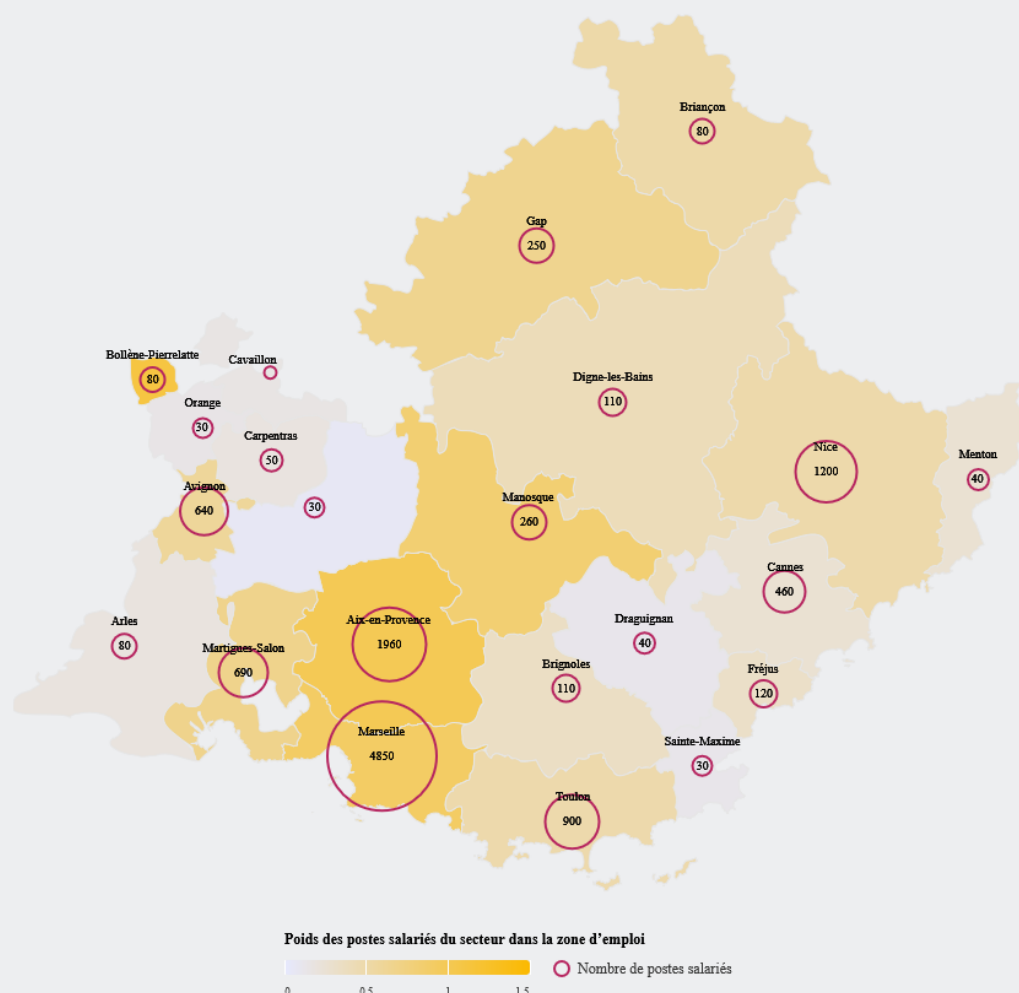 Briançon
80
Gap
250
Bollène-Pierrelatte
80
Cavaillon
Orange
30
Digne-les-Bains
110
Carpentras
50
Nice
1200
Menton
40
Avignon
640
30
Manosque
260
Cannes
460
Arles
80
Aix-en-Provence
1960
Draguignan
40
Martigues-Salon
690
Brignoles
110
Fréjus
120
Marseille
4850
Sainte-Maxime
30
Toulon
900
Poids des postes salariés du secteur dans la zone d’emploi
Nombre de postes salariés
0 0.5 1 1.5